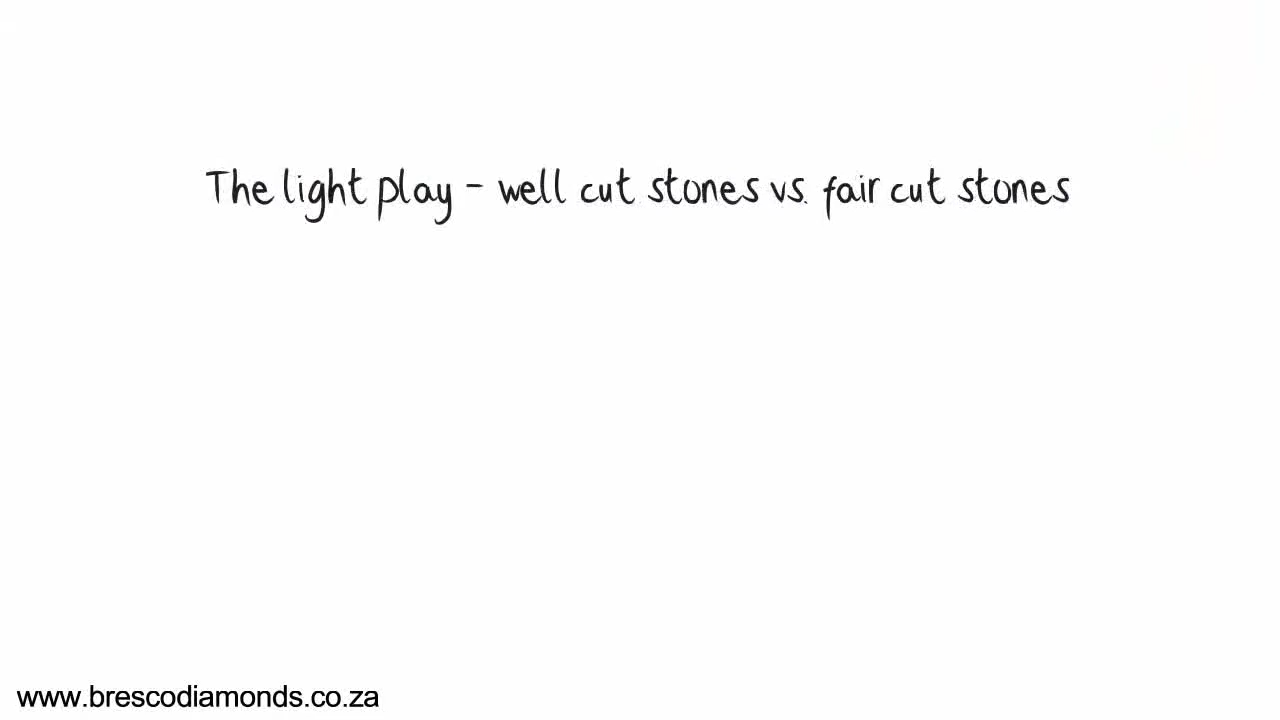 The light play - well cut stones vs. fair cut stones
www.brescodiamonds.co.za